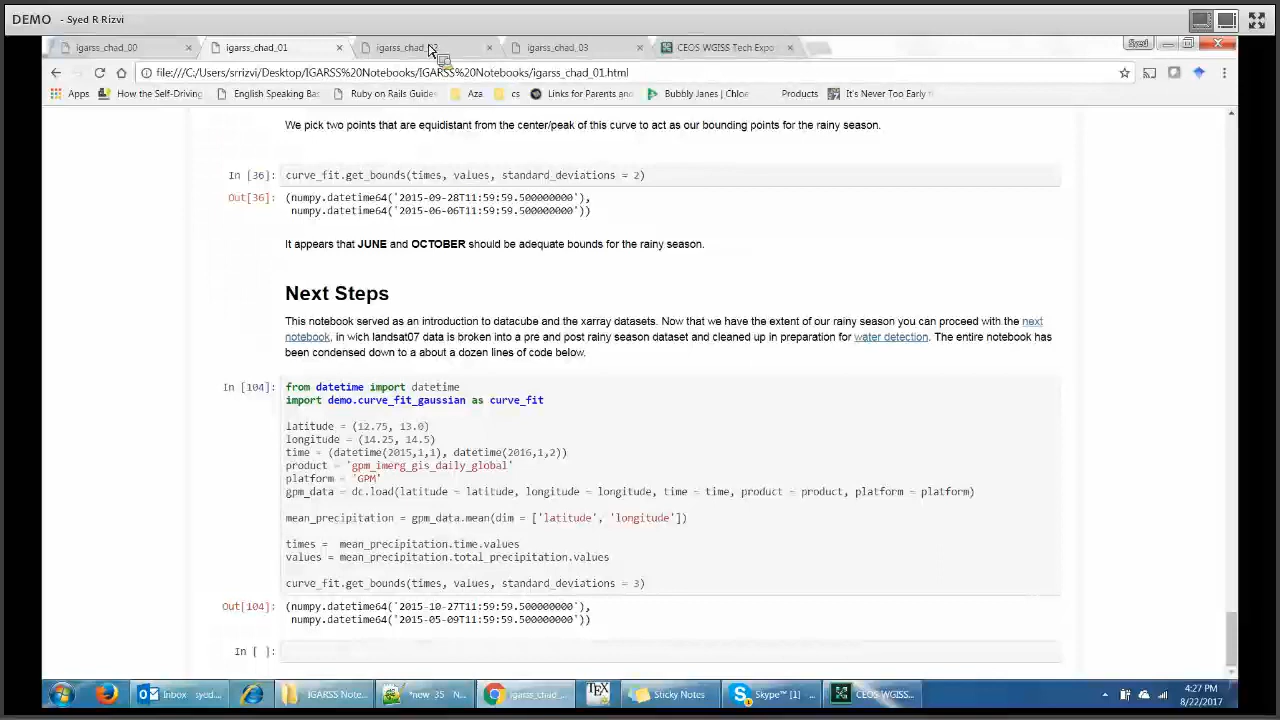 DEMO - Syed R Rizvi
igarss_chad_00 igarss_chad_01 igarss_chad_ igarss_chad_03 CEOS WGISS Tech Expo Syed
file:///C:/Users/srrizvi/Desktop/IGARSS%20Notebooks/IGARSS%20Notebooks/igarss_chad_01.html
Apps How the Self-Driving English Speaking Bas Ruby on Rails Guides Aza cs Links for Parents and Bubbly Janes | Chloe Products It's Never Too Early
We pick two points that are equidistant from the center/peak of this curve to act as our bounding points for the rainy season.
In [36]: curve_fit.get_bounds(times, values, standard_deviations = 2)
Out[36]: (numpy.datetime64('2015-09-28T11:59:59.500000000'),
numpy.datetime64('2015-06-06T11:59:59.500000000'))
It appears that JUNE and OCTOBER should be adequate bounds for the rainy season.
Next Steps
This notebook served as an introduction to datacube and the xarray datasets. Now that we have the extent of our rainy season you can proceed with the next
notebook, in wich landsat07 data is broken into a pre and post rainy season dataset and cleaned up in preparation for water detection. The entire notebook has
been condensed down to a about a dozen lines of code below.
In [104]: from datetime import datetime
import demo.curve_fit_gaussian as curve_fit
latitude = (12.75, 13.0)
longitude = (14.25, 14.5)
time = (datetime(2015,1,1), datetime(2016,1,2))
product = 'gpm_imerg_gis_daily_global'
platform = 'GPM'
gpm_data = dc.load(latitude = latitude, longitude = longitude, time = time, product = product, platform = platform)
mean_precipitation = gpm_data.mean(dim = ['latitude', 'longitude'])
times = mean_precipitation.time.values
values = mean_precipitation.total_precipitation.values
curve_fit.get_bounds(times, values, standard_deviations = 3)
Out[104]: (numpy.datetime64('2015-10-27T11:59:59.500000000'),
numpy.datetime64('2015-05-09T11:59:59.500000000'))
In [ ]:
Inbox syed.... IGARSS Note... *new 35 N... igarss_chad_... TEX Sticky Notes Skype™ [1] ... CEOS WGISS... 4:27 PM
8/22/2017